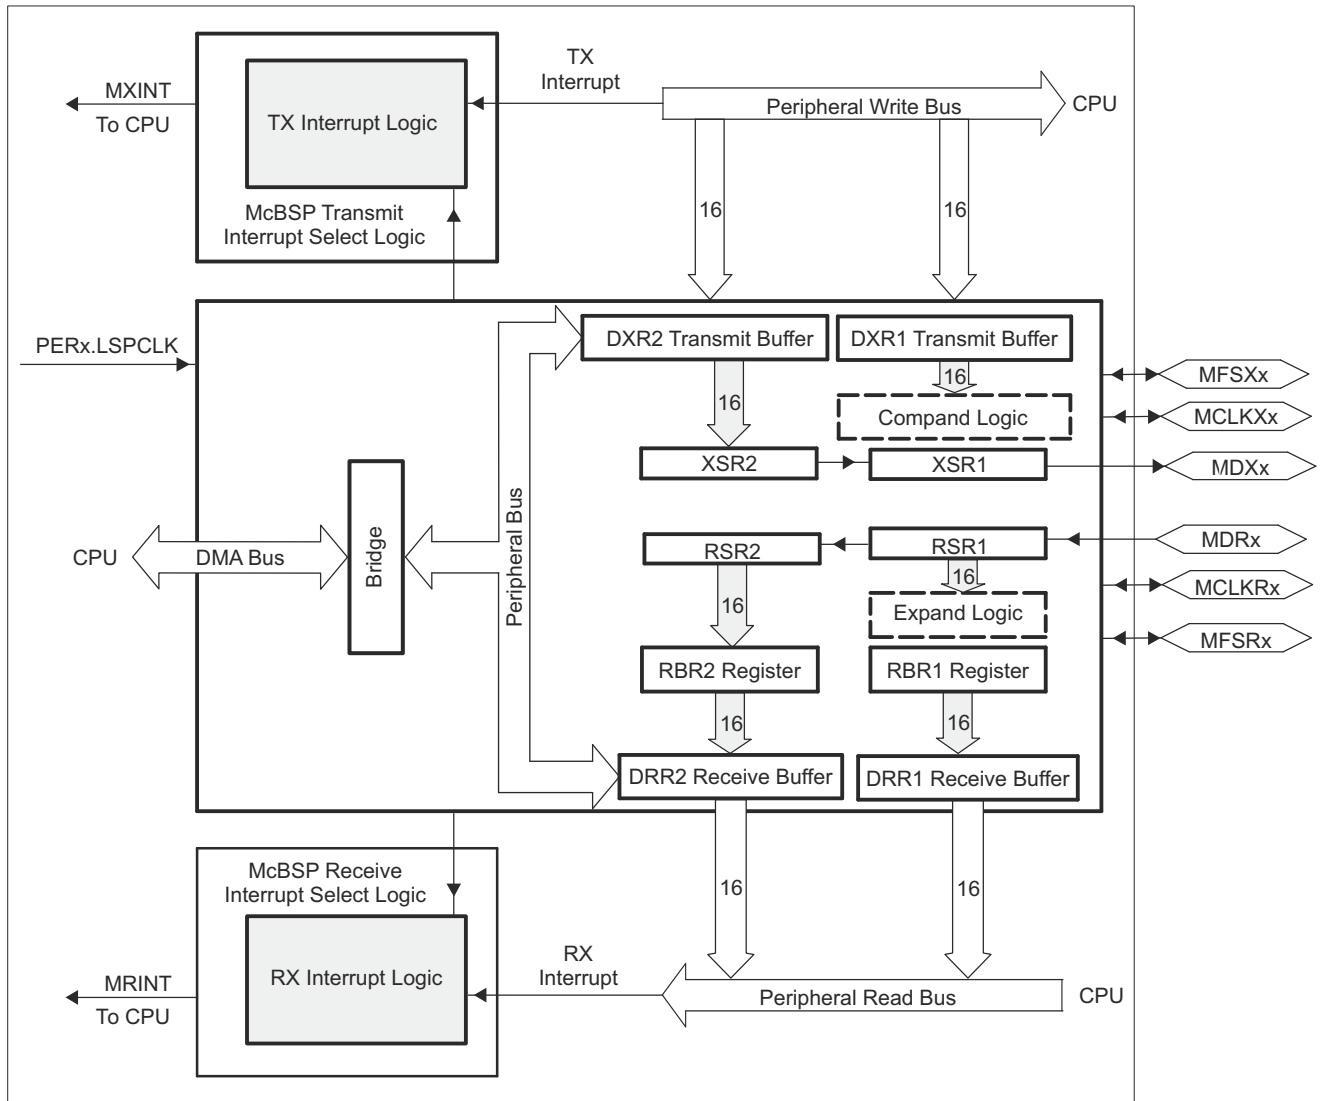 MXINT
To CPU
TX Interrupt Logic
McBSP Transmit
Interrupt Select Logic
TX
Interrupt
Peripheral Write Bus
CPU
16
16
PERx.LSPCLK
DXR2 Transmit Buffer
DXR1 Transmit Buffer
16
16
Compand Logic
XSR2
XSR1
MFSXx
MCLKXx
MDXx
CPU
DMA Bus
Bridge
Peripheral Bus
RSR2
RSR1
16
16
Expand Logic
MDRx
MCLKRx
MFSRx
RBR2 Register
RBR1 Register
16
16
DRR2 Receive Buffer
DRR1 Receive Buffer
McBSP Receive
Interrupt Select Logic
16
16
RX Interrupt Logic
MRINT
To CPU
RX
Interrupt
Peripheral Read Bus
CPU